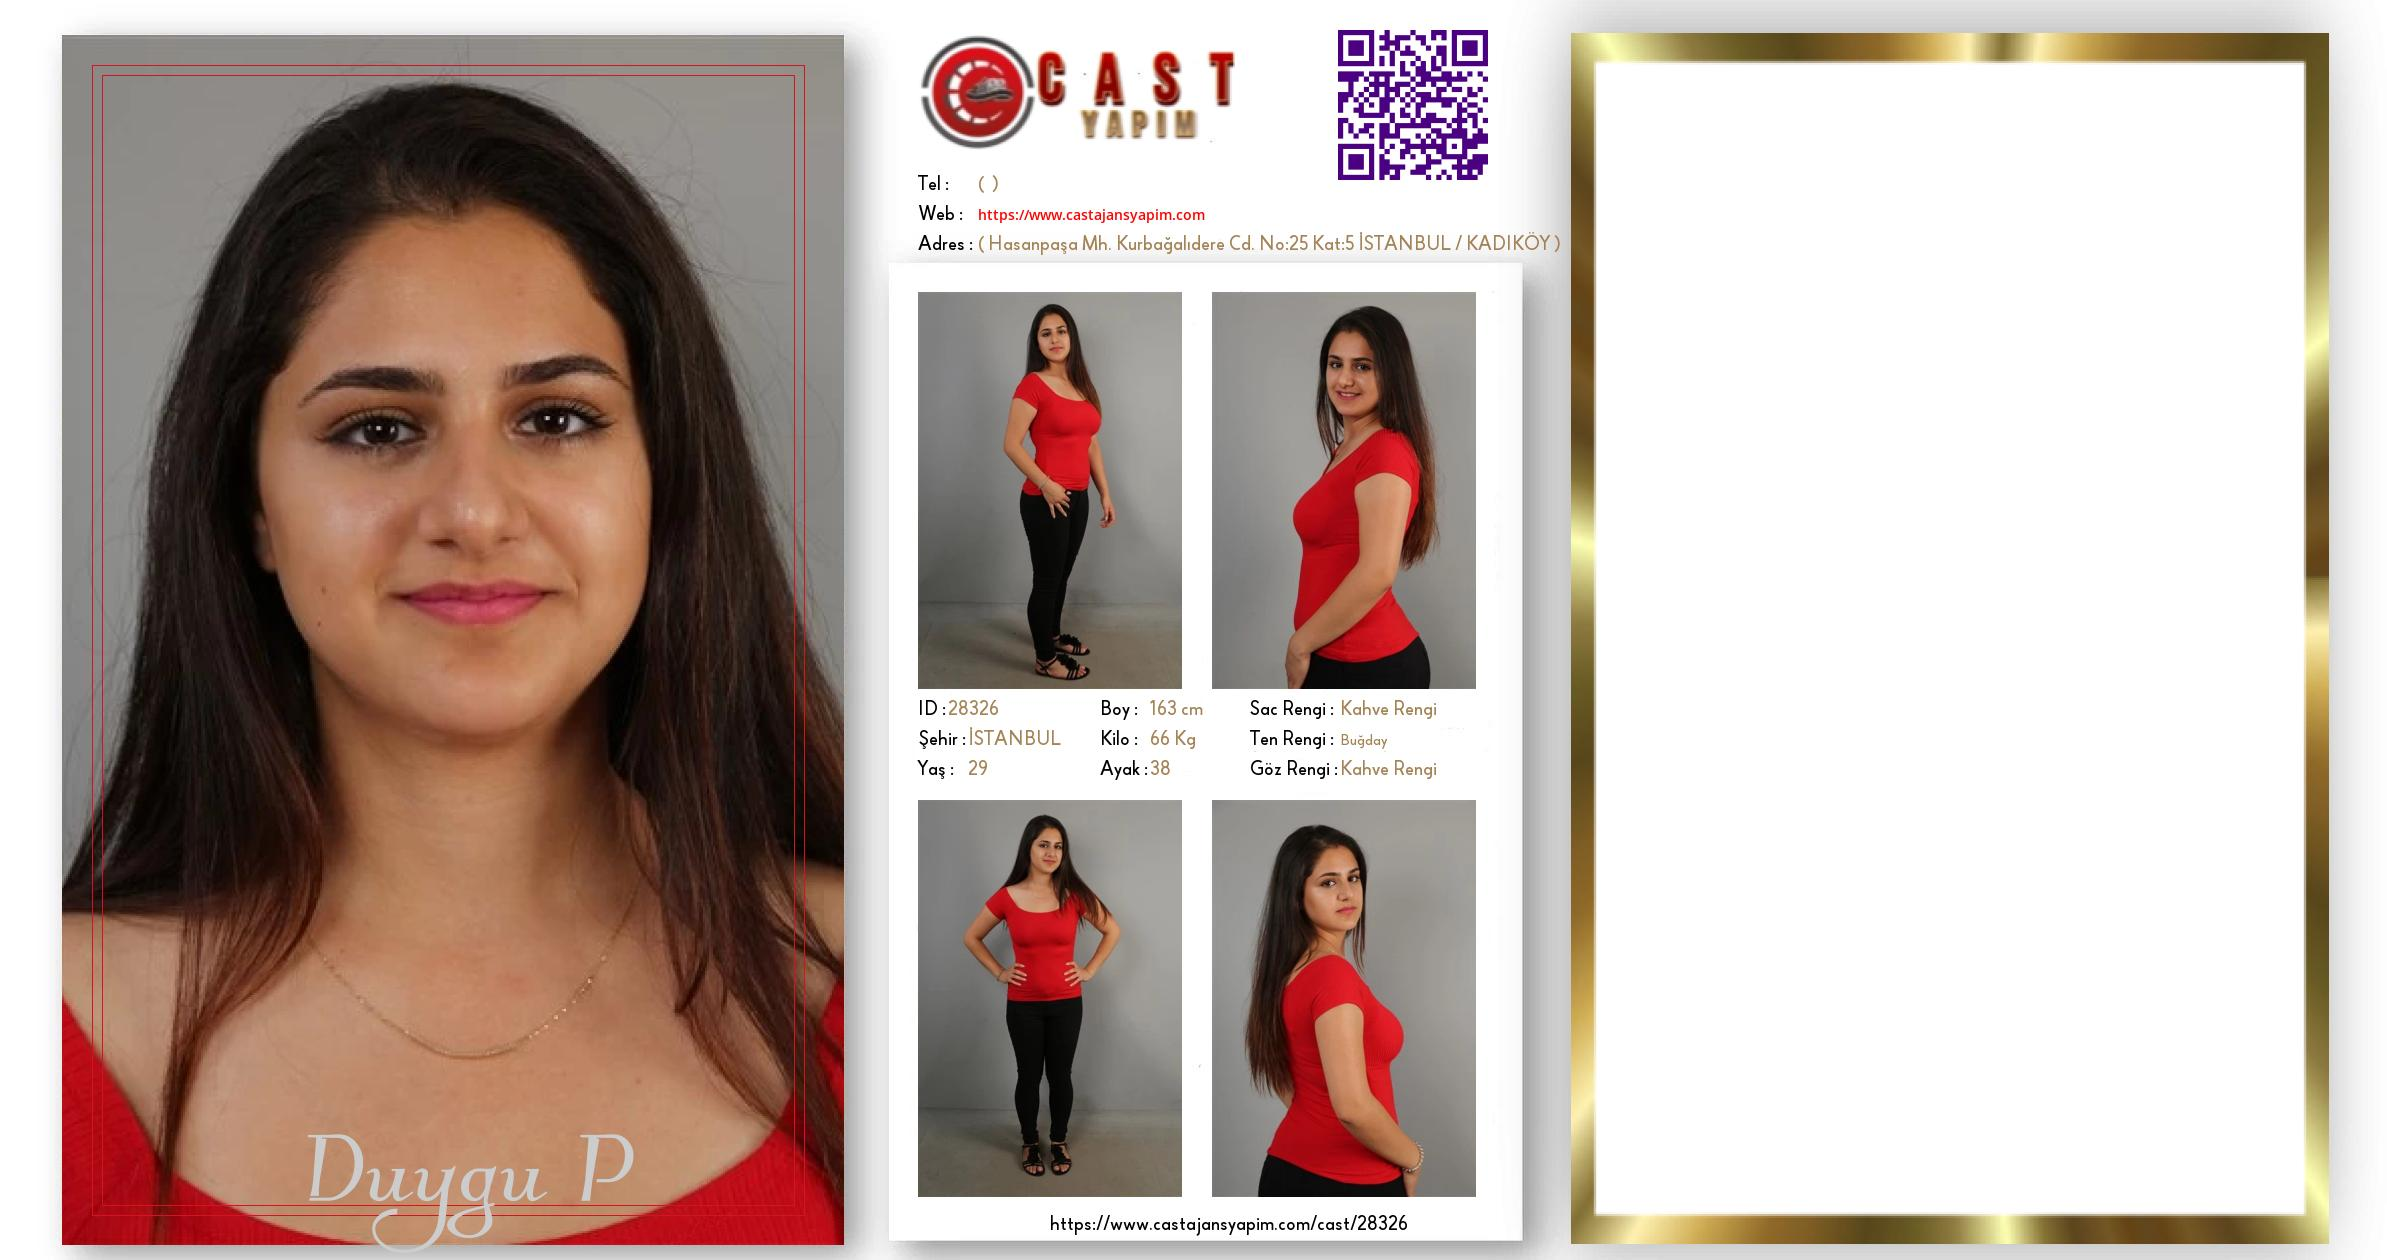 Duygu P
CAST
YAPIM
Tel : ( )
Web : https://www.castajansyapim.com
Adres : ( Hasanpaşa Mh. Kurbağalıdere Cd. No:25 Kat:5 İSTANBUL / KADIKÖY )
ID : 28326 Boy : 163 cm Sac Rengi : Kahve Rengi
Şehir : İSTANBUL Kilo : 66 Kg Ten Rengi : Buğday
Yaş : 29 Ayak : 38 Göz Rengi : Kahve Rengi
https://www.castajansyapim.com/cast/28326